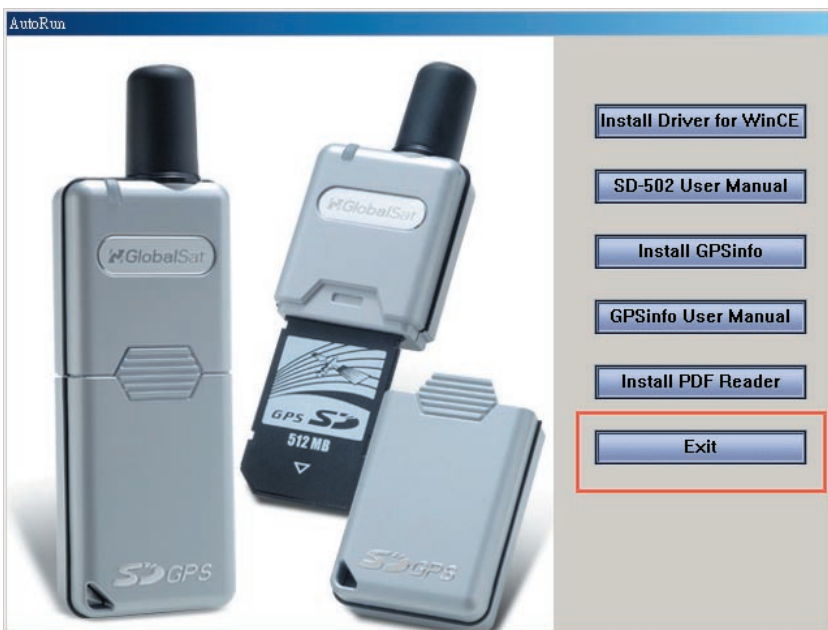 AutoRun
GlobalSat
SD GPS
GlobalSat
GPS SD
512 MB
SD GPS
Install Driver for WinCE
SD-502 User Manual
Install GPSinfo
GPSinfo User Manual
Install PDF Reader
Exit